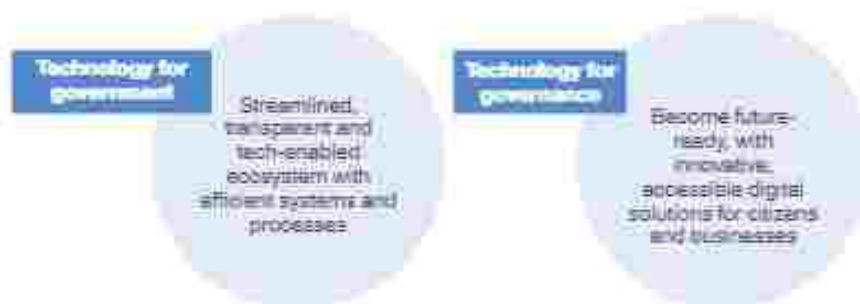 Technology for
government
Streamlined,
transparent and
tech-enabled
ecosystem with
efficient systems and
processes
Technology for
governance
Become future-
ready, with
innovative,
accessible digital
solutions for citizens
and businesses